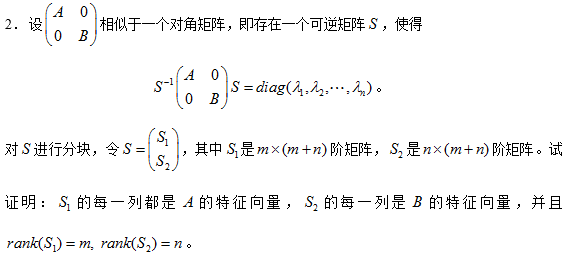 2．设$\begin{pmatrix} A & 0 \\ 0 & B \end{pmatrix}$相似于一个对角矩阵，即存在一个可逆矩阵 $S$，使得
$S^{-1}\begin{pmatrix} A & 0 \\ 0 & B \end{pmatrix}S = diag(\lambda_1, \lambda_2, \cdots, \lambda_n)$。
对 $S$ 进行分块，令 $S = \begin{pmatrix} S_1 \\ S_2 \end{pmatrix}$，其中 $S_1$是 $m \times (m+n)$ 阶矩阵，$S_2$ 是 $n \times (m+n)$ 阶矩阵。试
证明：$S_1$ 的每一列都是 $A$ 的特征向量，$S_2$ 的每一列是 $B$ 的特征向量，并且
$rank(S_1) = m, rank(S_2) = n$。